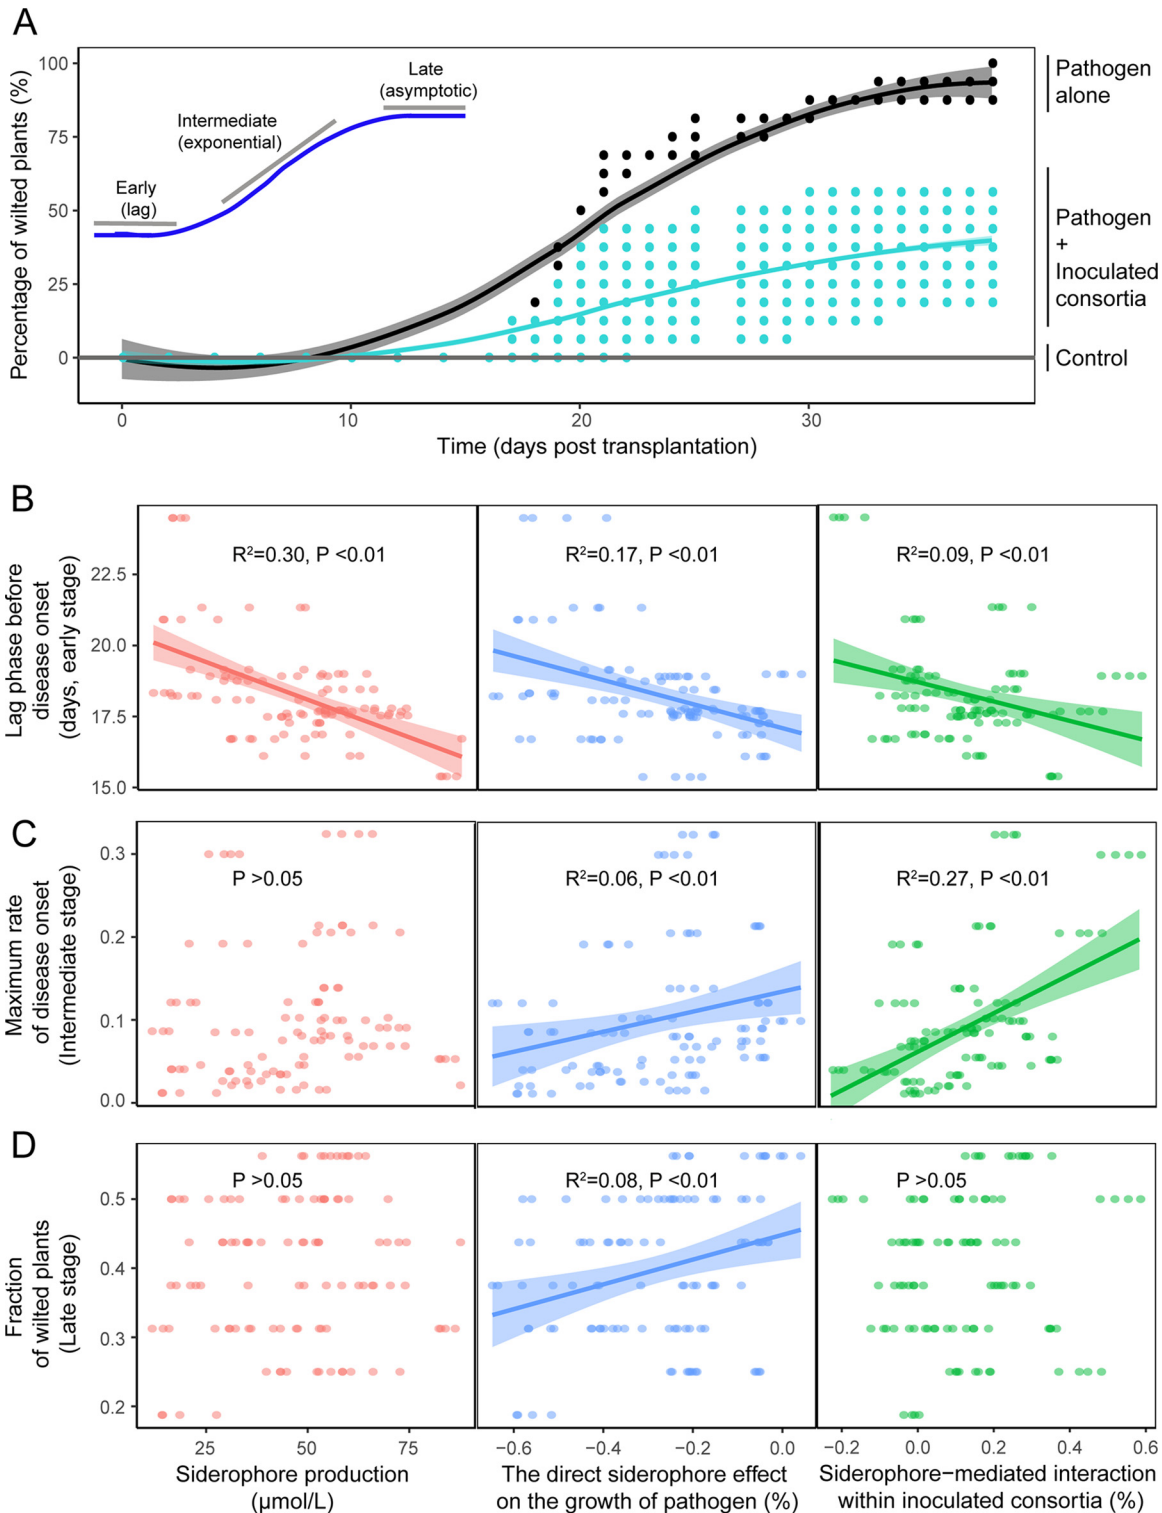 A
Percentage of wilted plants (%)
100
75
50
25
0
Early
(lag)
Intermediate
(exponential)
Late
(asymptotic)
Pathogen
alone
Pathogen
+
Inoculated
consortia
Control
0
10
20
30
Time (days post transplantation)
B
Lag phase before
disease onset
(days, early stage)
22.5
20.0
17.5
15.0
R²=0.30, P <0.01
R²=0.17, P <0.01
R²=0.09, P <0.01
C
Maximum rate
of disease onset
(Intermediate stage)
0.3
0.2
0.1
0.0
P >0.05
R²=0.06, P <0.01
R²=0.27, P <0.01
D
Fraction
of wilted plants
(Late stage)
0.5
0.4
0.3
0.2
P >0.05
R²=0.08, P <0.01
P >0.05
25
50
75
Siderophore production
(µmol/L)
−0.6
−0.4
−0.2
0.0
The direct siderophore effect
on the growth of pathogen (%)
−0.2
0.0
0.2
0.4
0.6
Siderophore−mediated interaction
within inoculated consortia (%)